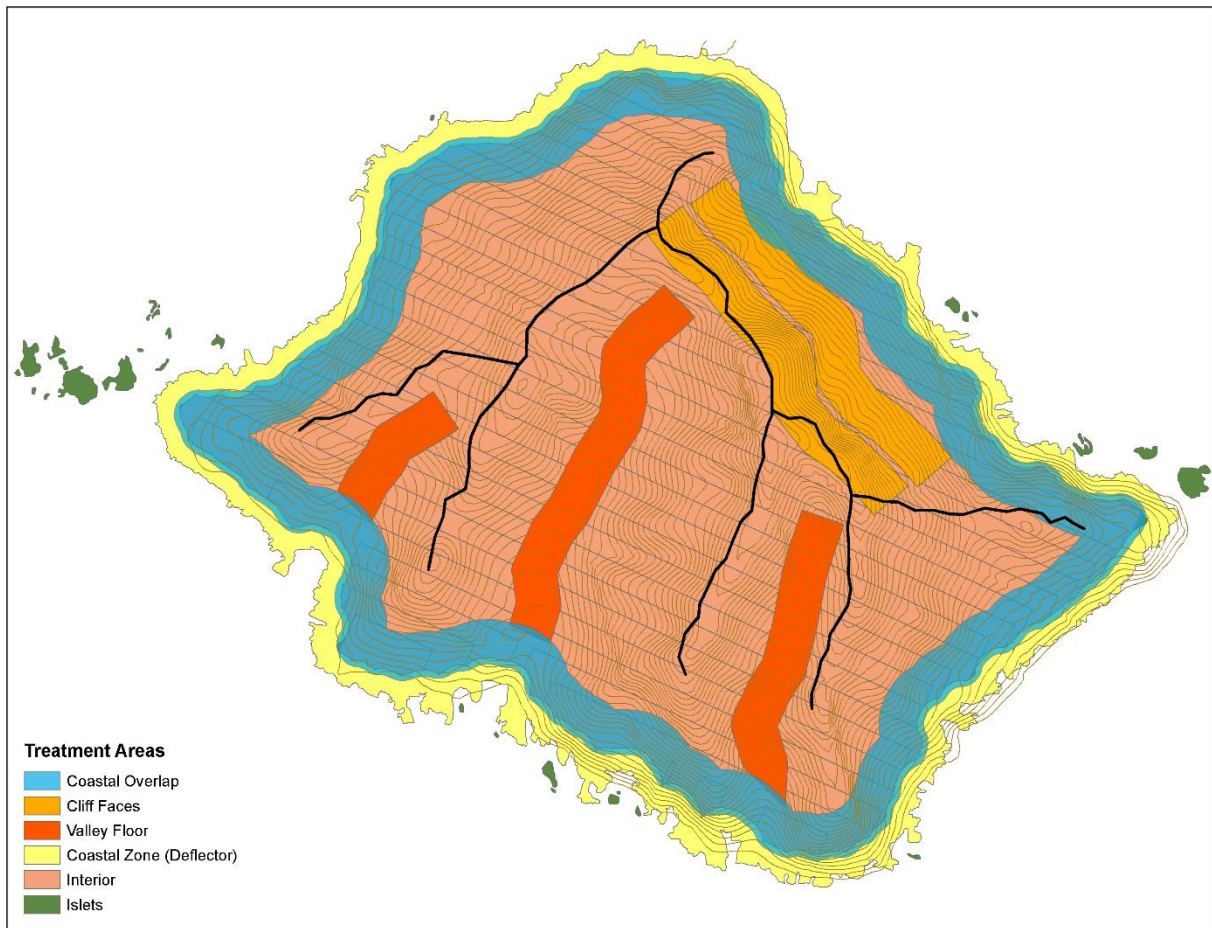 Treatment Areas
Coastal Overlap
Cliff Faces
Valley Floor
Coastal Zone (Deflector)
Interior
Islets